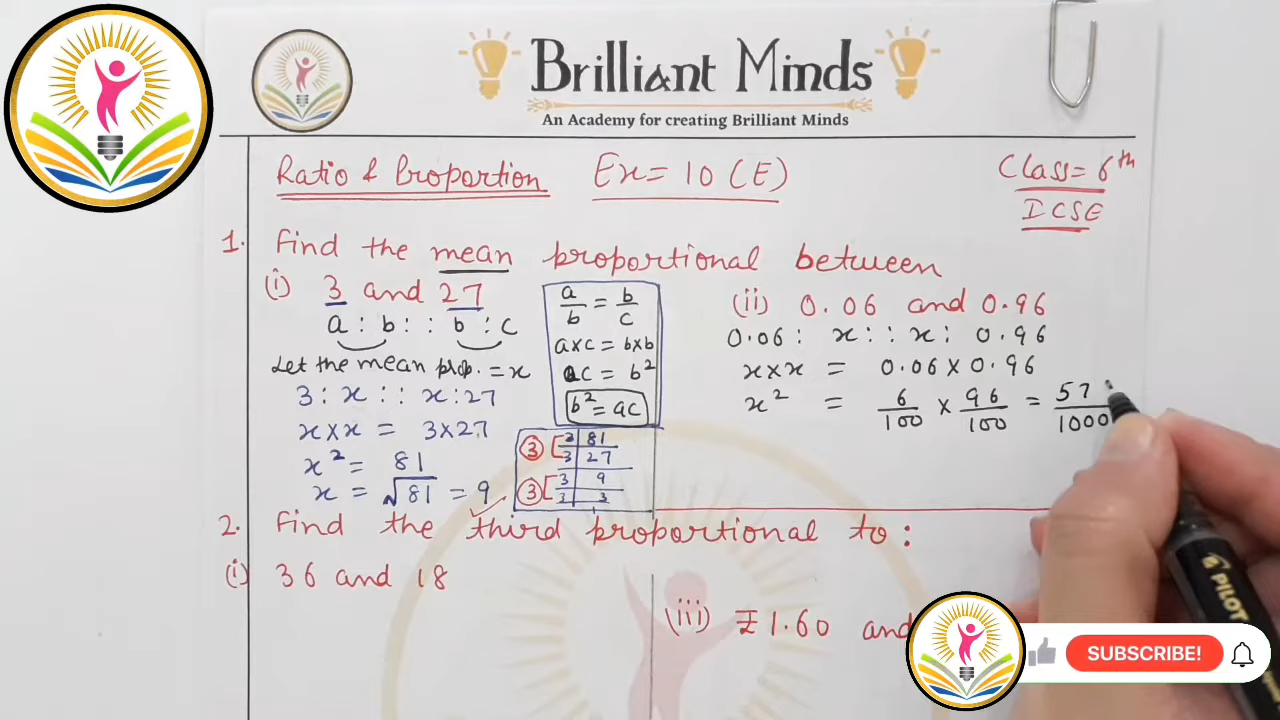 Brilliant Minds
An Academy for creating Brilliant Minds
Ratio & Proportion Ex = 10 (E)
Class = 6th
ICSE
1. Find the mean proportional between
(i) 3 and 27
a : b : : b : c
Let the mean prop. = x
3 : x : : x : 27
x × x = 3 × 27
x² = 81
x = √81 = 9
a/b = b/c
a×c = b×b
ac = b²
b² = ac
3 3 | 81
3 | 27
3 3 | 9
3 | 3
1
(ii) 0.06 and 0.96
0.06 : x : : x : 0.96
x × x = 0.06 × 0.96
x² = 6/100 × 96/100 = 57/1000
2. Find the third proportional to :
(i) 36 and 18
(iii) ₹1.60 and
SUBSCRIBE!
PILOT